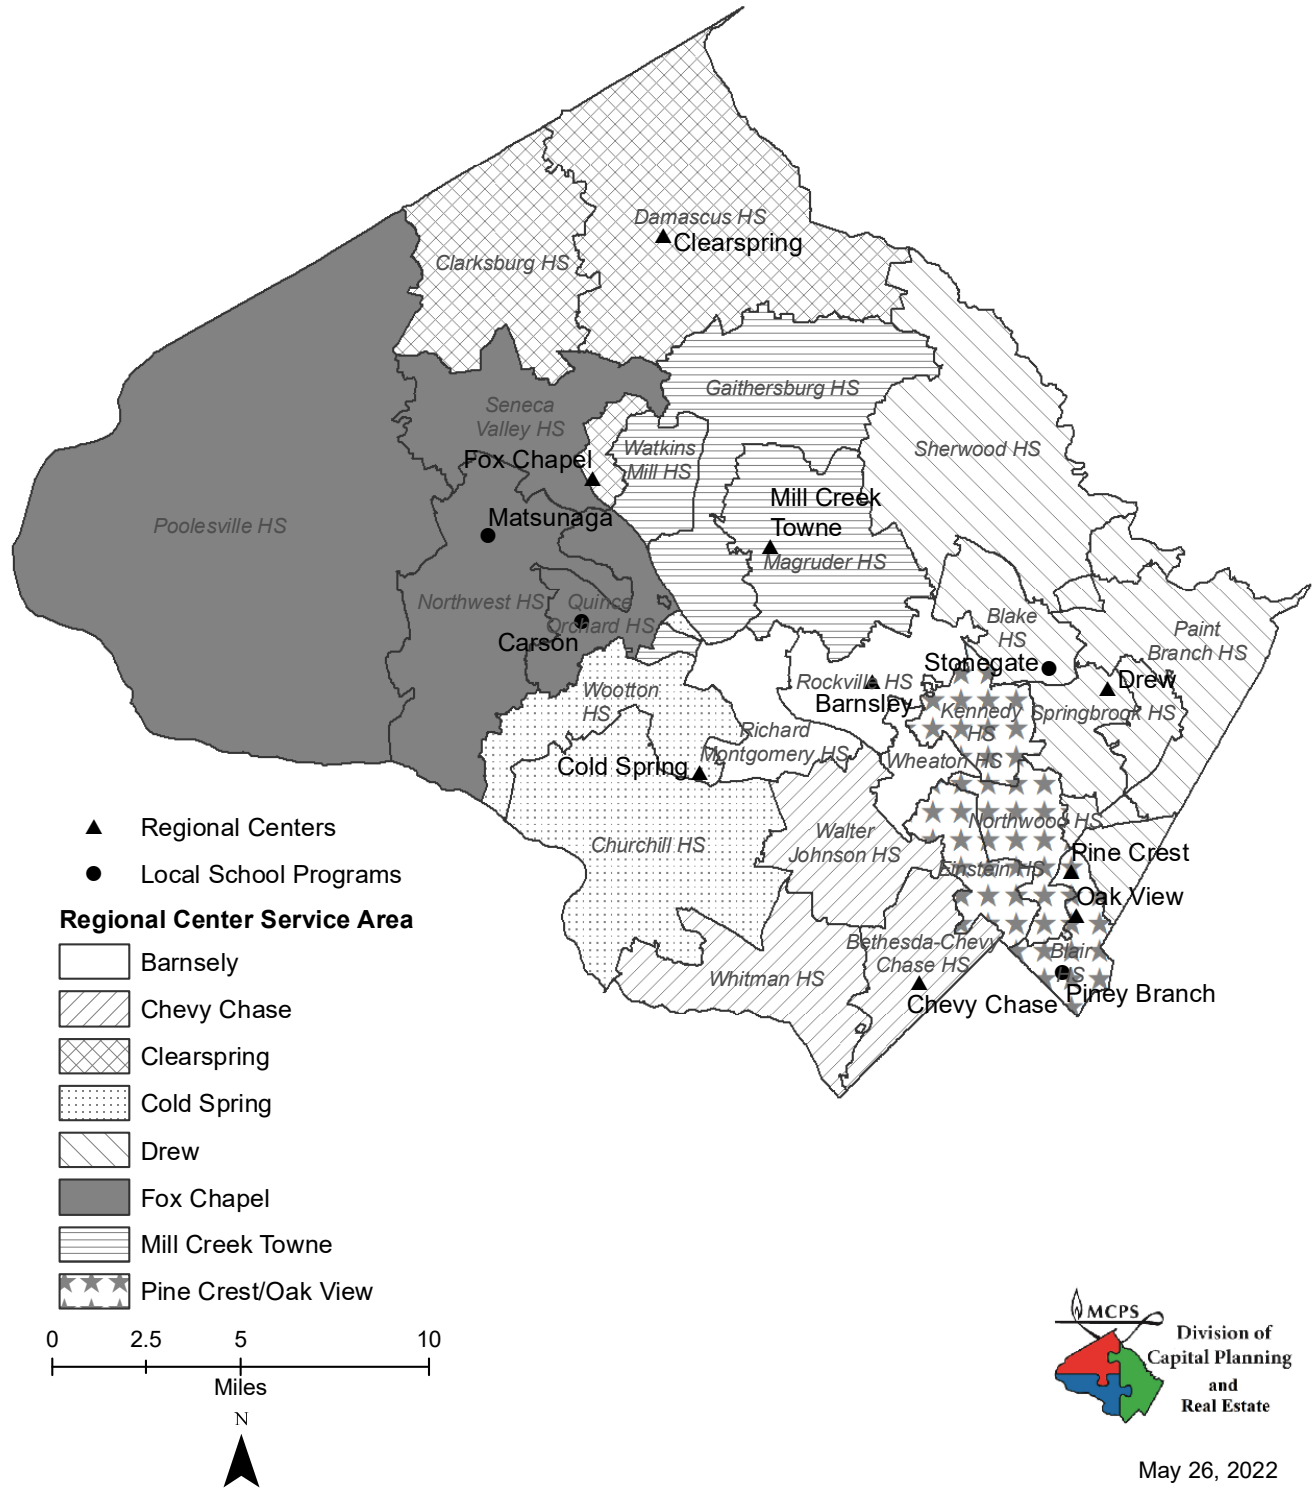 Damascus HS
Clearspring
Clarksburg HS
Gaithersburg HS
Seneca
Valley HS
Watkins
Mill HS
Sherwood HS
Fox Chapel
Mill Creek
Towne
Matsunaga
Poolesville HS
Magruder HS
Northwest HS
Quince
Orchard HS
Carson
Blake
HS
Paint
Branch HS
Stonegate
Drew
Rockville HS
Barnsley
Wootton
HS
Kennedy
HS
Springbrook HS
Richard
Montgomery HS
Wheaton HS
Cold Spring
Churchill HS
Walter
Johnson HS
Northwood HS
Pine Crest
Einstein HS
Oak View
Bethesda-Chevy
Chase HS
Blair
HS
Whitman HS
Chevy Chase
Piney Branch
Regional Centers
Local School Programs
Regional Center Service Area
Barnsely
Chevy Chase
Clearspring
Cold Spring
Drew
Fox Chapel
Mill Creek Towne
Pine Crest/Oak View
0 2.5 5 10
Miles
N
MCPS
Division of
Capital Planning
and
Real Estate
May 26, 2022